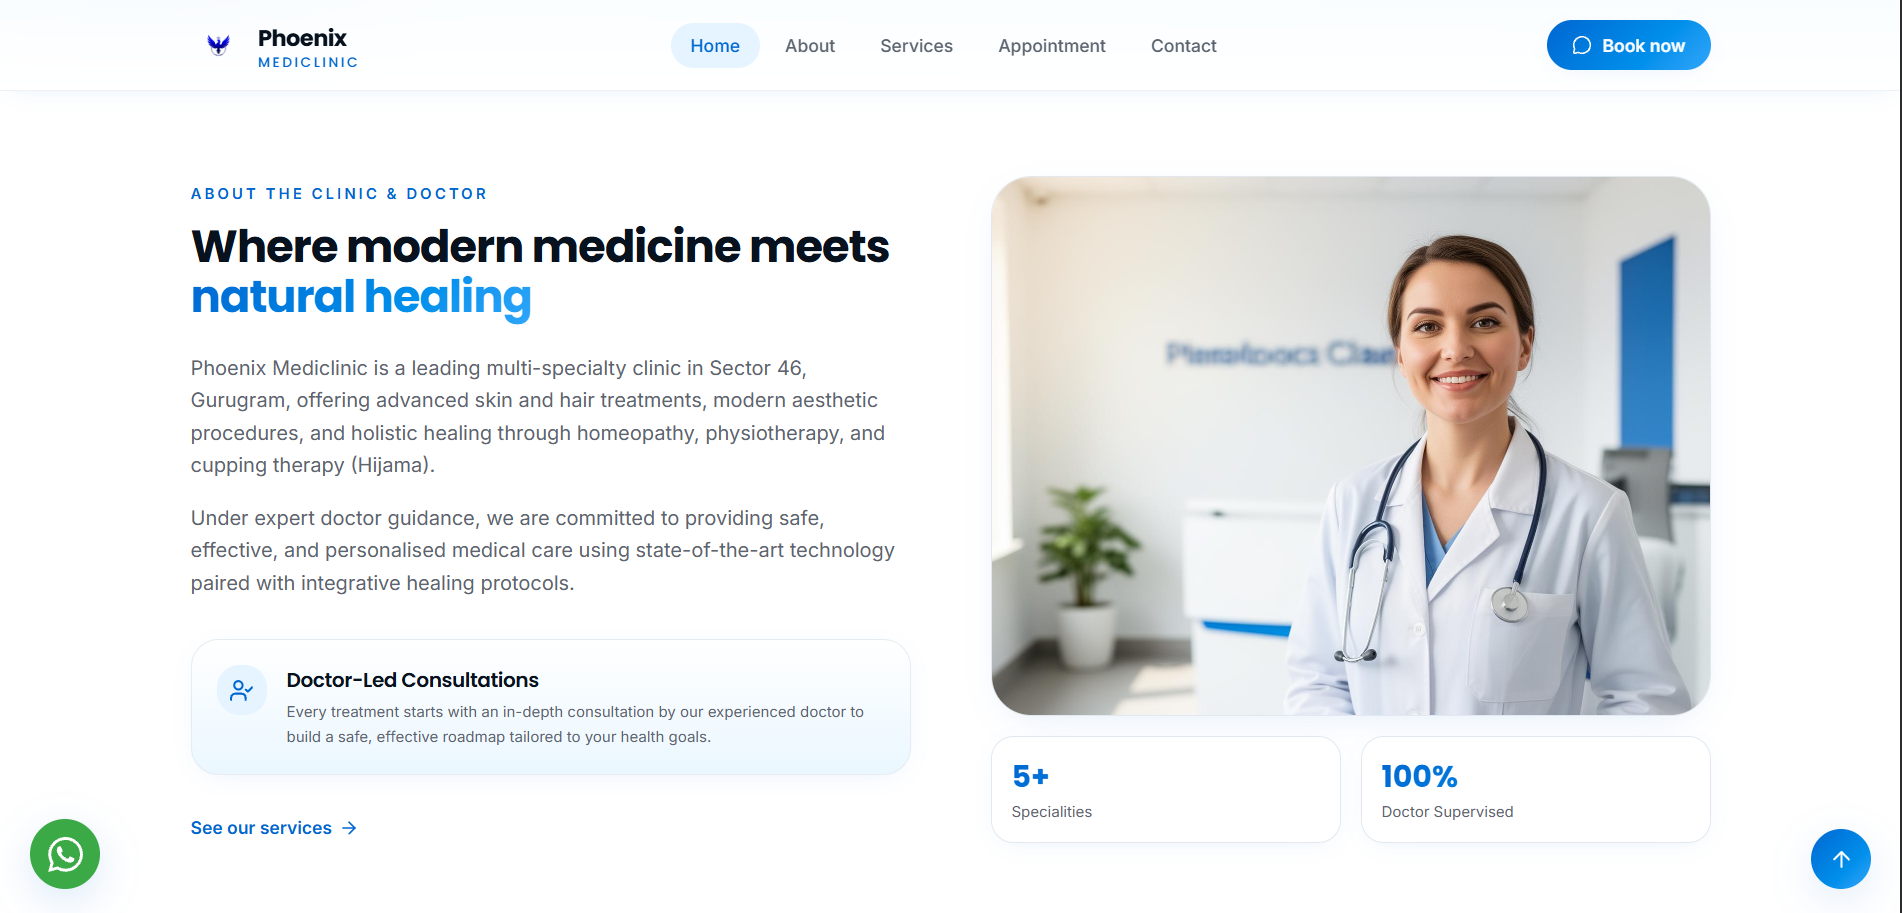 Phoenix
MEDICLINIC
Home
About
Services
Appointment
Contact
Book now
ABOUT THE CLINIC & DOCTOR
Where modern medicine meets
natural healing
Phoenix Mediclinic is a leading multi-specialty clinic in Sector 46,
Gurugram, offering advanced skin and hair treatments, modern aesthetic
procedures, and holistic healing through homeopathy, physiotherapy, and
cupping therapy (Hijama).
Under expert doctor guidance, we are committed to providing safe,
effective, and personalised medical care using state-of-the-art technology
paired with integrative healing protocols.
Doctor-Led Consultations
Every treatment starts with an in-depth consultation by our experienced doctor to
build a safe, effective roadmap tailored to your health goals.
See our services
5+
Specialities
100%
Doctor Supervised